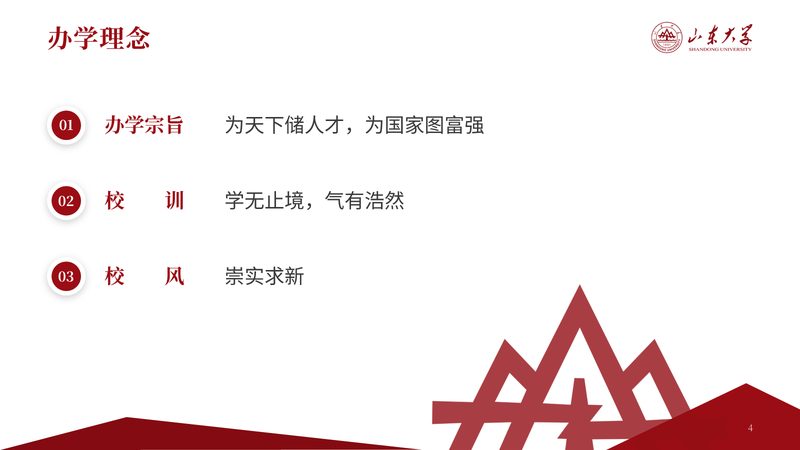 办学理念
山东大学
SHANDONG UNIVERSITY
01 办学宗旨 为天下储人才，为国家图富强
02 校 训 学无止境，气有浩然
03 校 风 崇实求新
4